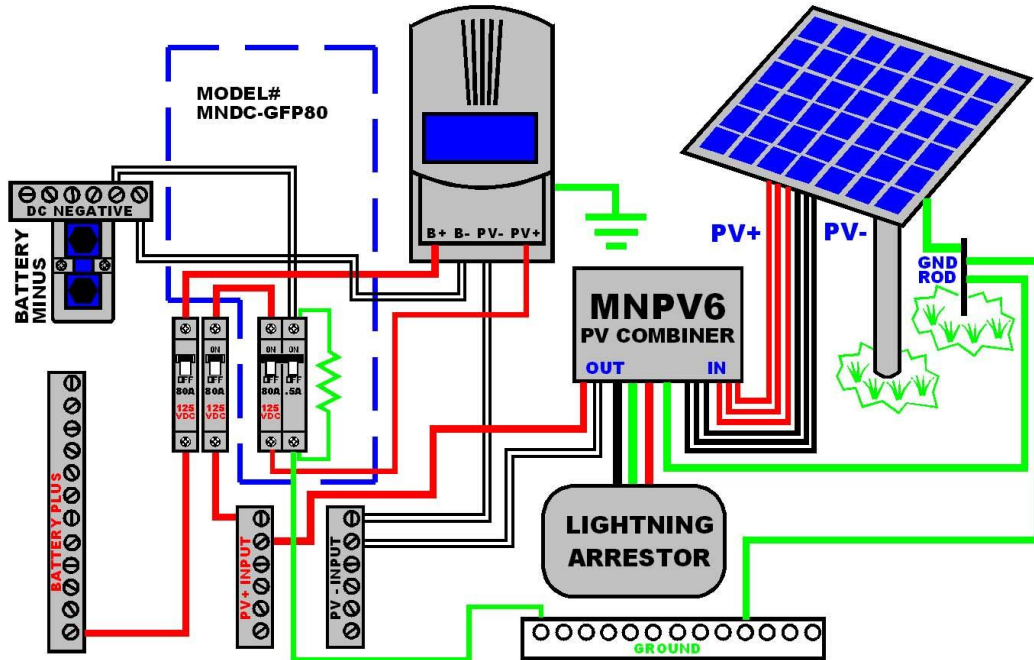 MODEL#
MNDC-GFP80
DC NEGATIVE
BATTERY
MINUS
B+ B- PV- PV+
PV+
PV-
GND
ROD
MNPV6
PV COMBINER
OUT
IN
ON
OFF
80A
125
VDC
ON
OFF
80A
125
VDC
ON
OFF
80A
125
VDC
ON
OFF
.5A
BATTERY PLUS
PV+ INPUT
PV -INPUT
LIGHTNING
ARRESTOR
GROUND